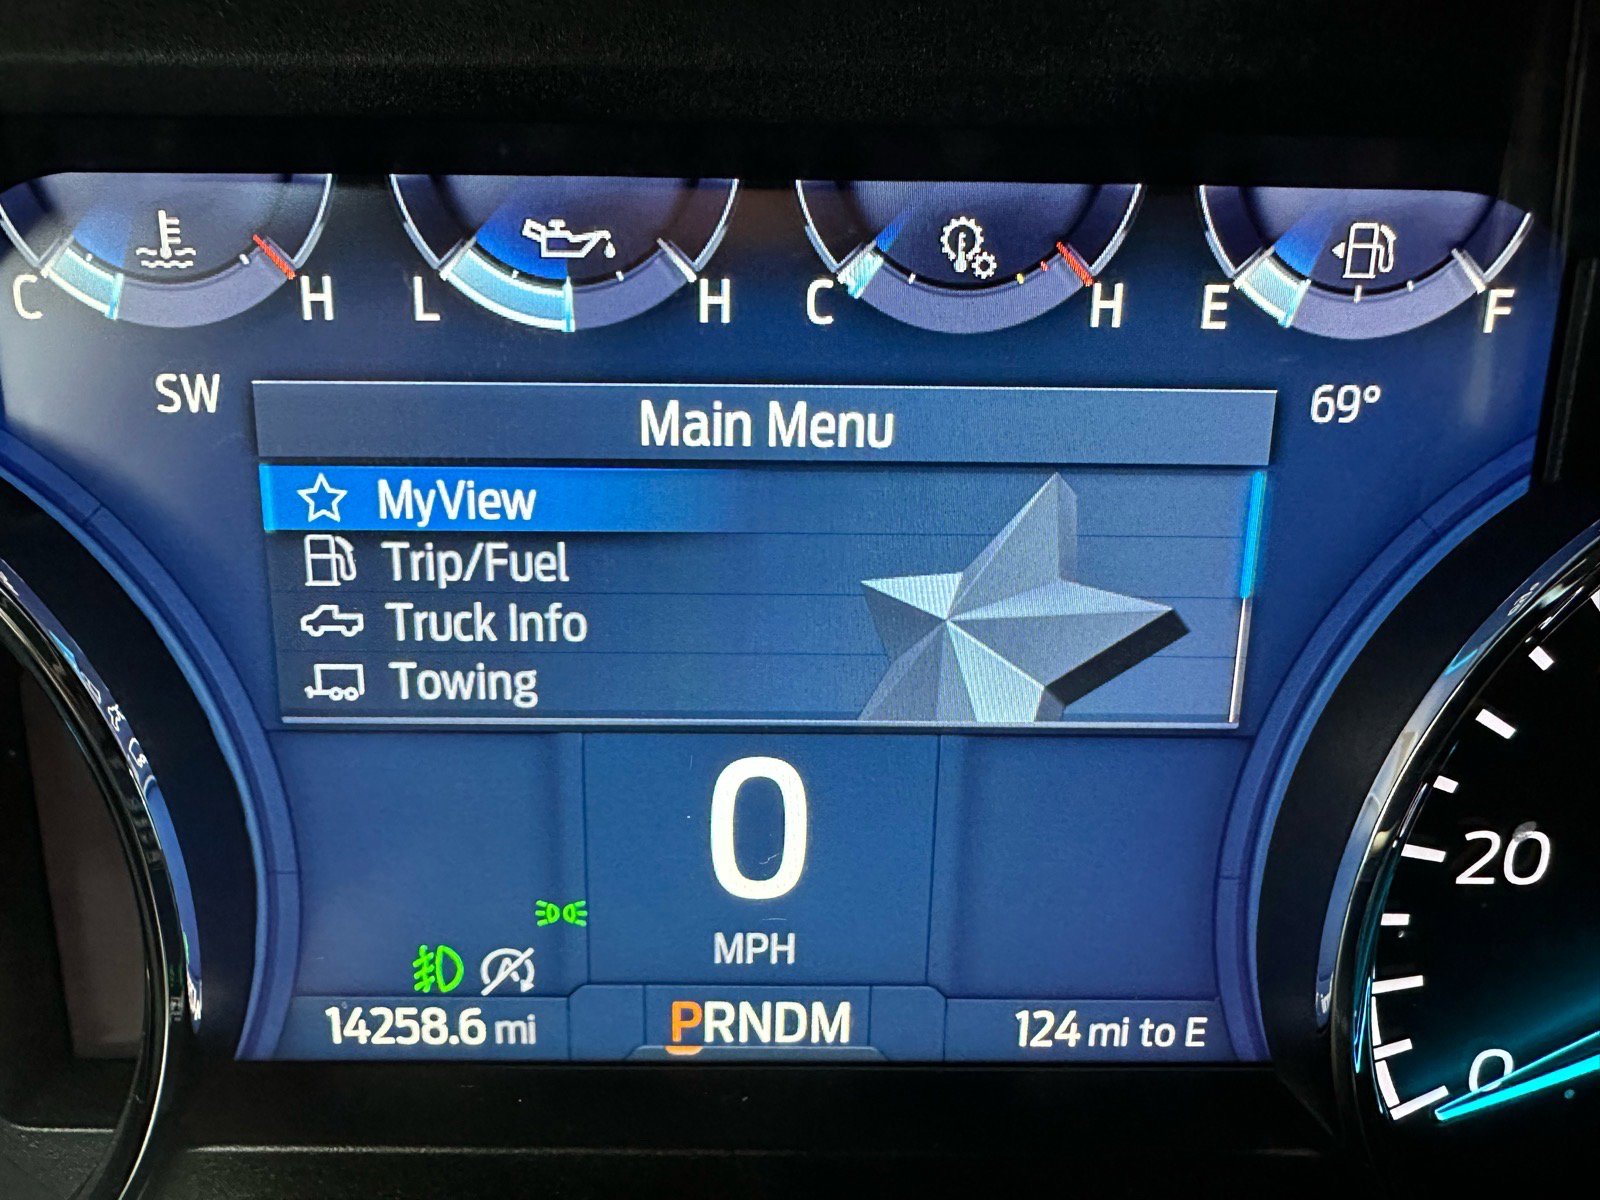 C H L H C H E F
SW
69°
Main Menu
MyView
Trip/Fuel
Truck Info
Towing
0
MPH
20
0
14258.6 mi
PRNDM
124 mi to E